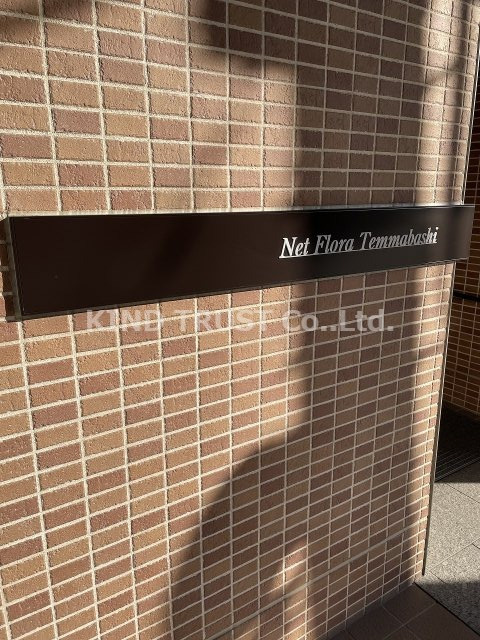 Net Flora Temmabashi
KIND TRUST Co..Ltd.